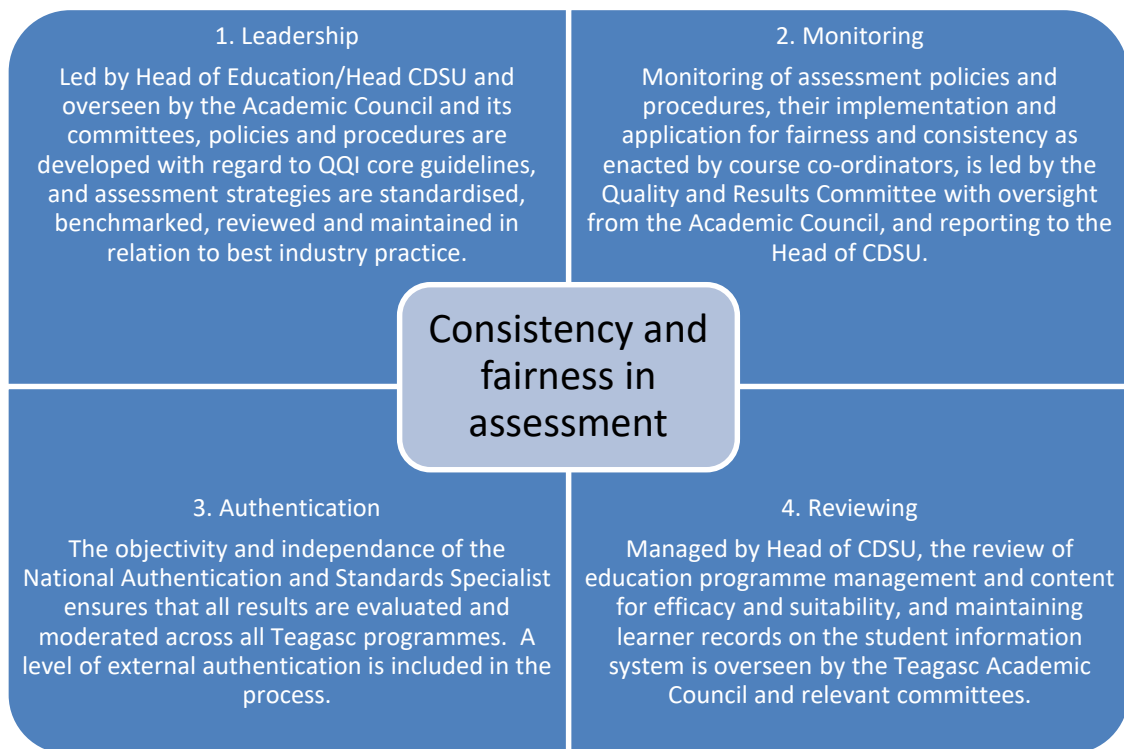 1. Leadership
Led by Head of Education/Head CDSU and
overseen by the Academic Council and its
committees, policies and procedures are
developed with regard to QQI core guidelines,
and assessment strategies are standardised,
benchmarked, reviewed and maintained in
relation to best industry practice.
2. Monitoring
Monitoring of assessment policies and
procedures, their implementation and
application for fairness and consistency as
enacted by course co-ordinators, is led by the
Quality and Results Committee with oversight
from the Academic Council, and reporting to the
Head of CDSU.
Consistency and
fairness in
assessment
3. Authentication
The objectivity and independance of the
National Authentication and Standards Specialist
ensures that all results are evaluated and
moderated across all Teagasc programmes. A
level of external authentication is included in the
process.
4. Reviewing
Managed by Head of CDSU, the review of
education programme management and content
for efficacy and suitability, and maintaining
learner records on the student information
system is overseen by the Teagasc Academic
Council and relevant committees.